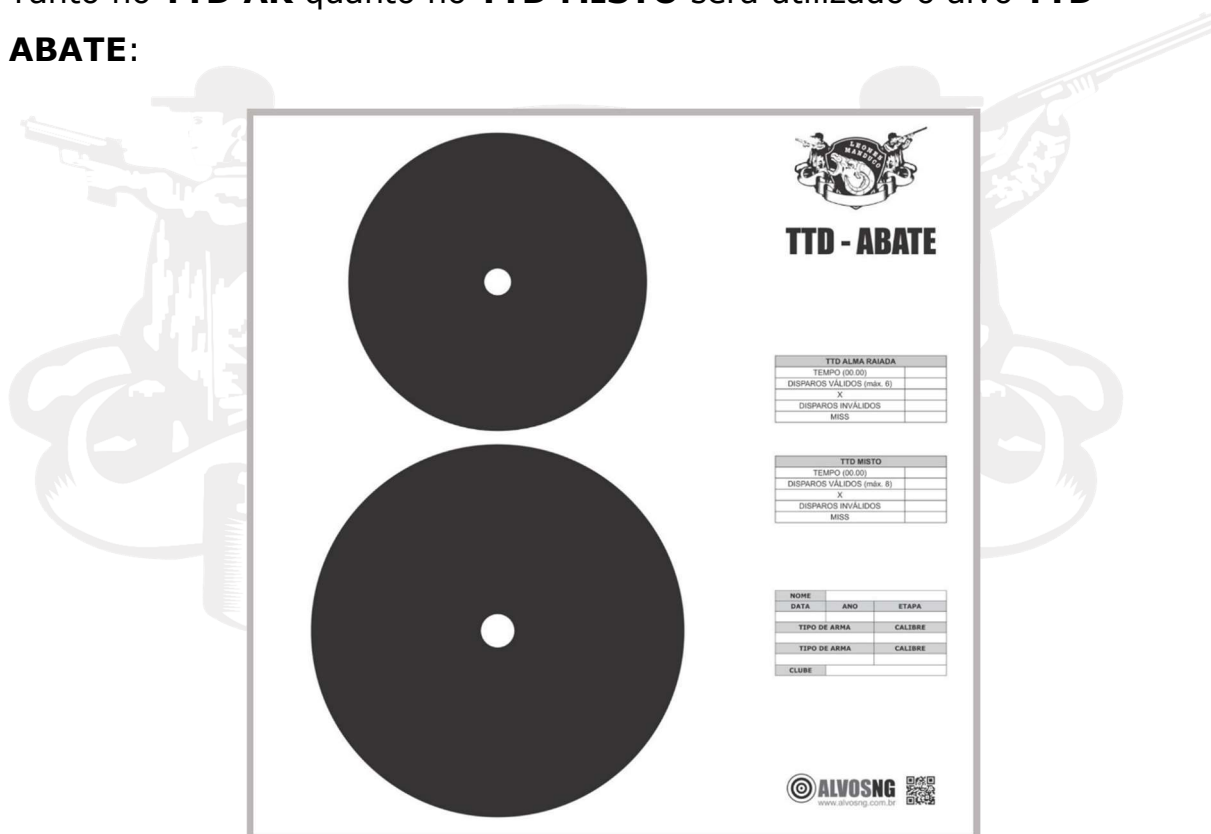 Tanto no TTD AR quanto no TTD MISTO será utilizado o alvo TTD
ABATE:
LEONES
MANDUCO
TTD - ABATE
TTD ALMA RAIADA
TEMPO (00.00)
DISPAROS VÁLIDOS (máx. 6)
X
DISPAROS INVÁLIDOS
MISS
TTD MISTO
TEMPO (00.00)
DISPAROS VÁLIDOS (máx. 8)
X
DISPAROS INVÁLIDOS
MISS
NOME
DATA ANO ETAPA
TIPO DE ARMA CALIBRE
TIPO DE ARMA CALIBRE
CLUBE
ALVOSNG
www.alvosng.com.br